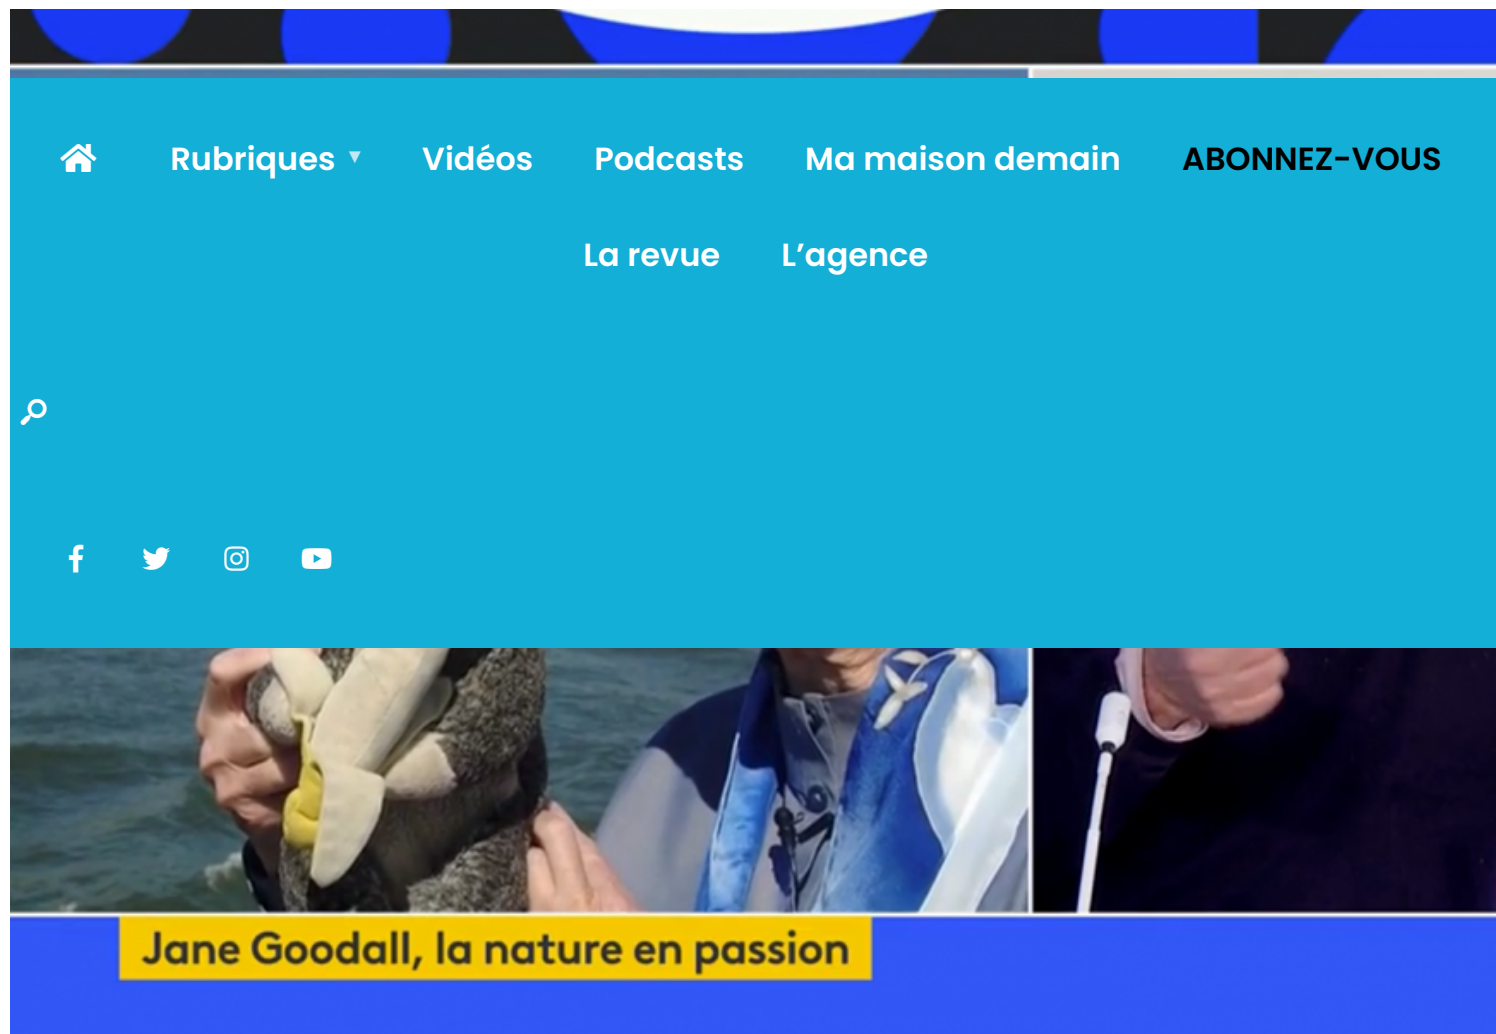 Rubriques ▾ Vidéos Podcasts Ma maison demain ABONNEZ-VOUS
La revue L’agence
Jane Goodall, la nature en passion